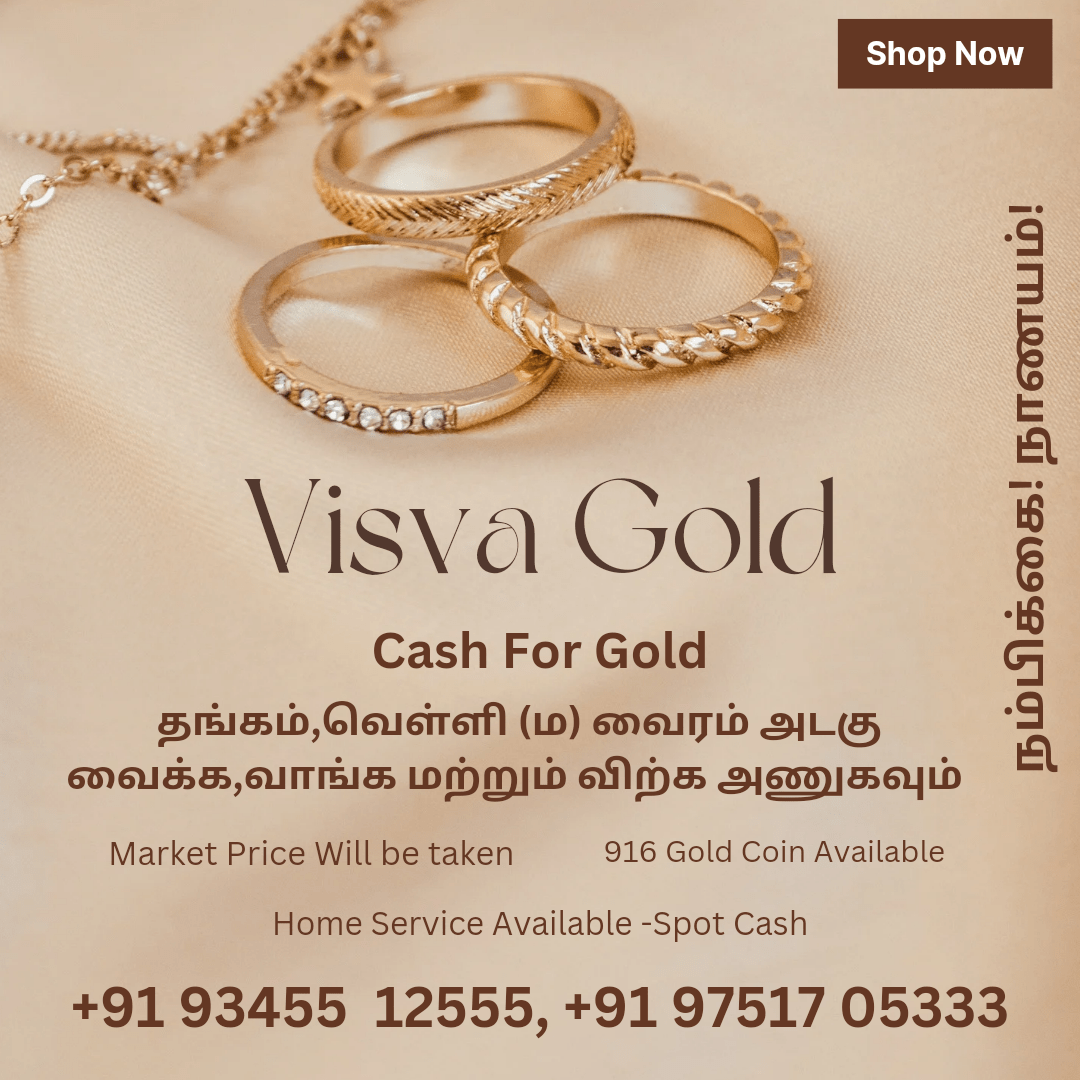 Shop Now
நம்பிக்கை! நாணயம்!
Visva Gold
Cash For Gold
தங்கம்,வெள்ளி (ம) வைரம் அடகு
வைக்க,வாங்க மற்றும் விற்க அணுகவும்
Market Price Will be taken
916 Gold Coin Available
Home Service Available -Spot Cash
+91 93455  12555, +91 97517 05333